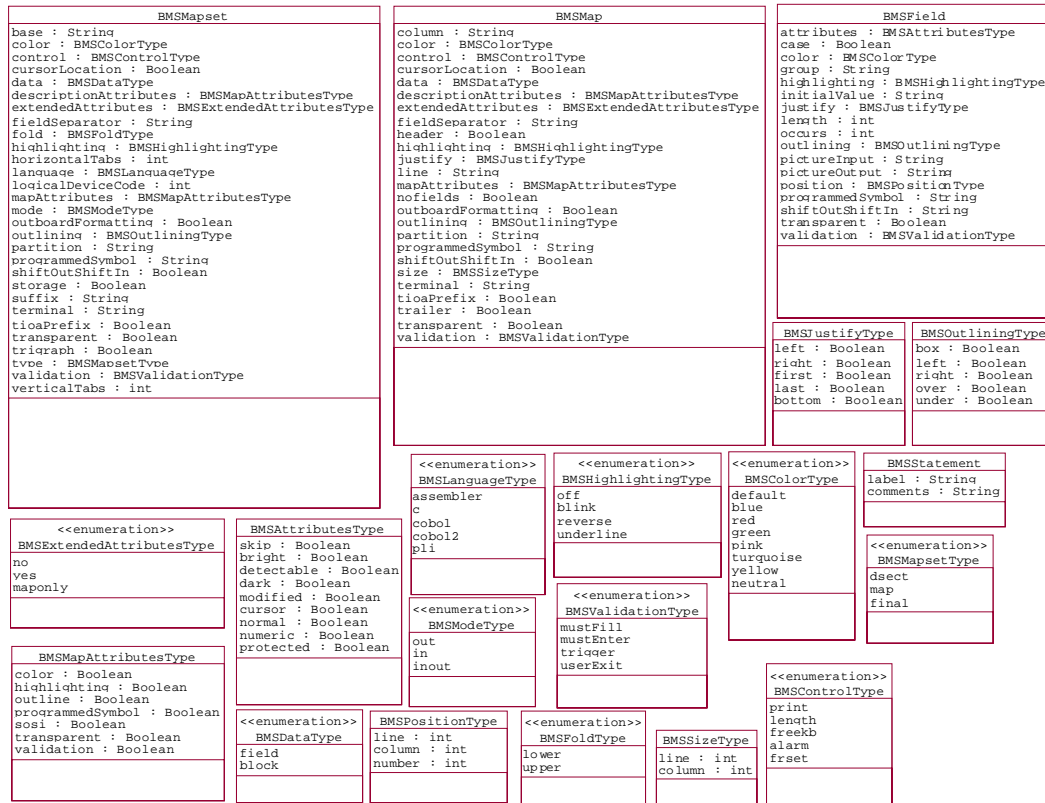 BMSMapset
base : String
color : BMSColorType
control : BMSControlType
cursorLocation : Boolean
data : BMSDataType
descriptionAttributes : BMSMapAttributesType
extendedAttributes : BMSExtendedAttributesType
fieldSeparator : String
fold : BMSFoldType
highlighting : BMSHighlightingType
horizontalTabs : int
language : BMSLanguageType
logicalDeviceCode : int
mapAttributes : BMSMapAttributesType
mode : BMSModeType
outboardFormatting : Boolean
outlining : BMSOutliningType
partition : String
programmedSymbol : String
shiftOutShiftIn : Boolean
storage : Boolean
suffix : String
terminal : String
tioaPrefix : Boolean
transparent : Boolean
trigraph : Boolean
type : BMSMapsetType
validation : BMSValidationType
verticalTabs : int
BMSMap
column : String
color : BMSColorType
control : BMSControlType
cursorLocation : Boolean
data : BMSDataType
descriptionAttributes : BMSMapAttributesType
extendedAttributes : BMSExtendedAttributesType
fieldSeparator : String
header : Boolean
highlighting : BMSHighlightingType
justify : BMSJustifyType
line : String
mapAttributes : BMSMapAttributesType
nofields : Boolean
outboardFormatting : Boolean
outlining : BMSOutliningType
partition : String
programmedSymbol : String
shiftOutShiftIn : Boolean
size : BMSSizeType
terminal : String
tioaPrefix : Boolean
trailer : Boolean
transparent : Boolean
validation : BMSValidationType
BMSField
attributes : BMSAttributesType
case : Boolean
color : BMSColorType
group : String
highlighting : BMSHighlightingType
initialValue : String
justify : BMSJustifyType
length : int
occurs : int
outlining : BMSOutliningType
pictureInput : String
pictureOutput : String
position : BMSPositionType
programmedSymbol : String
shiftOutShiftIn : String
transparent : Boolean
validation : BMSValidationType
BMSJustifyType
left : Boolean
right : Boolean
first : Boolean
last : Boolean
bottom : Boolean
BMSOutliningType
box : Boolean
left : Boolean
right : Boolean
over : Boolean
under : Boolean
<<enumeration>>
BMSLanguageType
assembler
c
cobol
cobol2
pli
<<enumeration>>
BMSHighlightingType
off
blink
reverse
underline
<<enumeration>>
BMSColorType
default
blue
red
green
pink
turquoise
yellow
neutral
BMSStatement
label : String
comments : String
<<enumeration>>
BMSExtendedAttributesType
no
yes
maponly
BMSAttributesType
skip : Boolean
bright : Boolean
detectable : Boolean
dark : Boolean
modified : Boolean
cursor : Boolean
normal : Boolean
numeric : Boolean
protected : Boolean
<<enumeration>>
BMSModeType
out
in
inout
<<enumeration>>
BMSValidationType
mustFill
mustEnter
trigger
userExit
<<enumeration>>
BMSMapsetType
dsect
map
final
BMSMapAttributesType
color : Boolean
highlighting : Boolean
outline : Boolean
programmedSymbol : Boolean
sosi : Boolean
transparent : Boolean
validation : Boolean
<<enumeration>>
BMSDataType
field
block
BMSPositionType
line : int
column : int
number : int
<<enumeration>>
BMSFoldType
lower
upper
BMSSizeType
line : int
column : int
<<enumeration>>
BMSControlType
print
length
freekb
alarm
frset